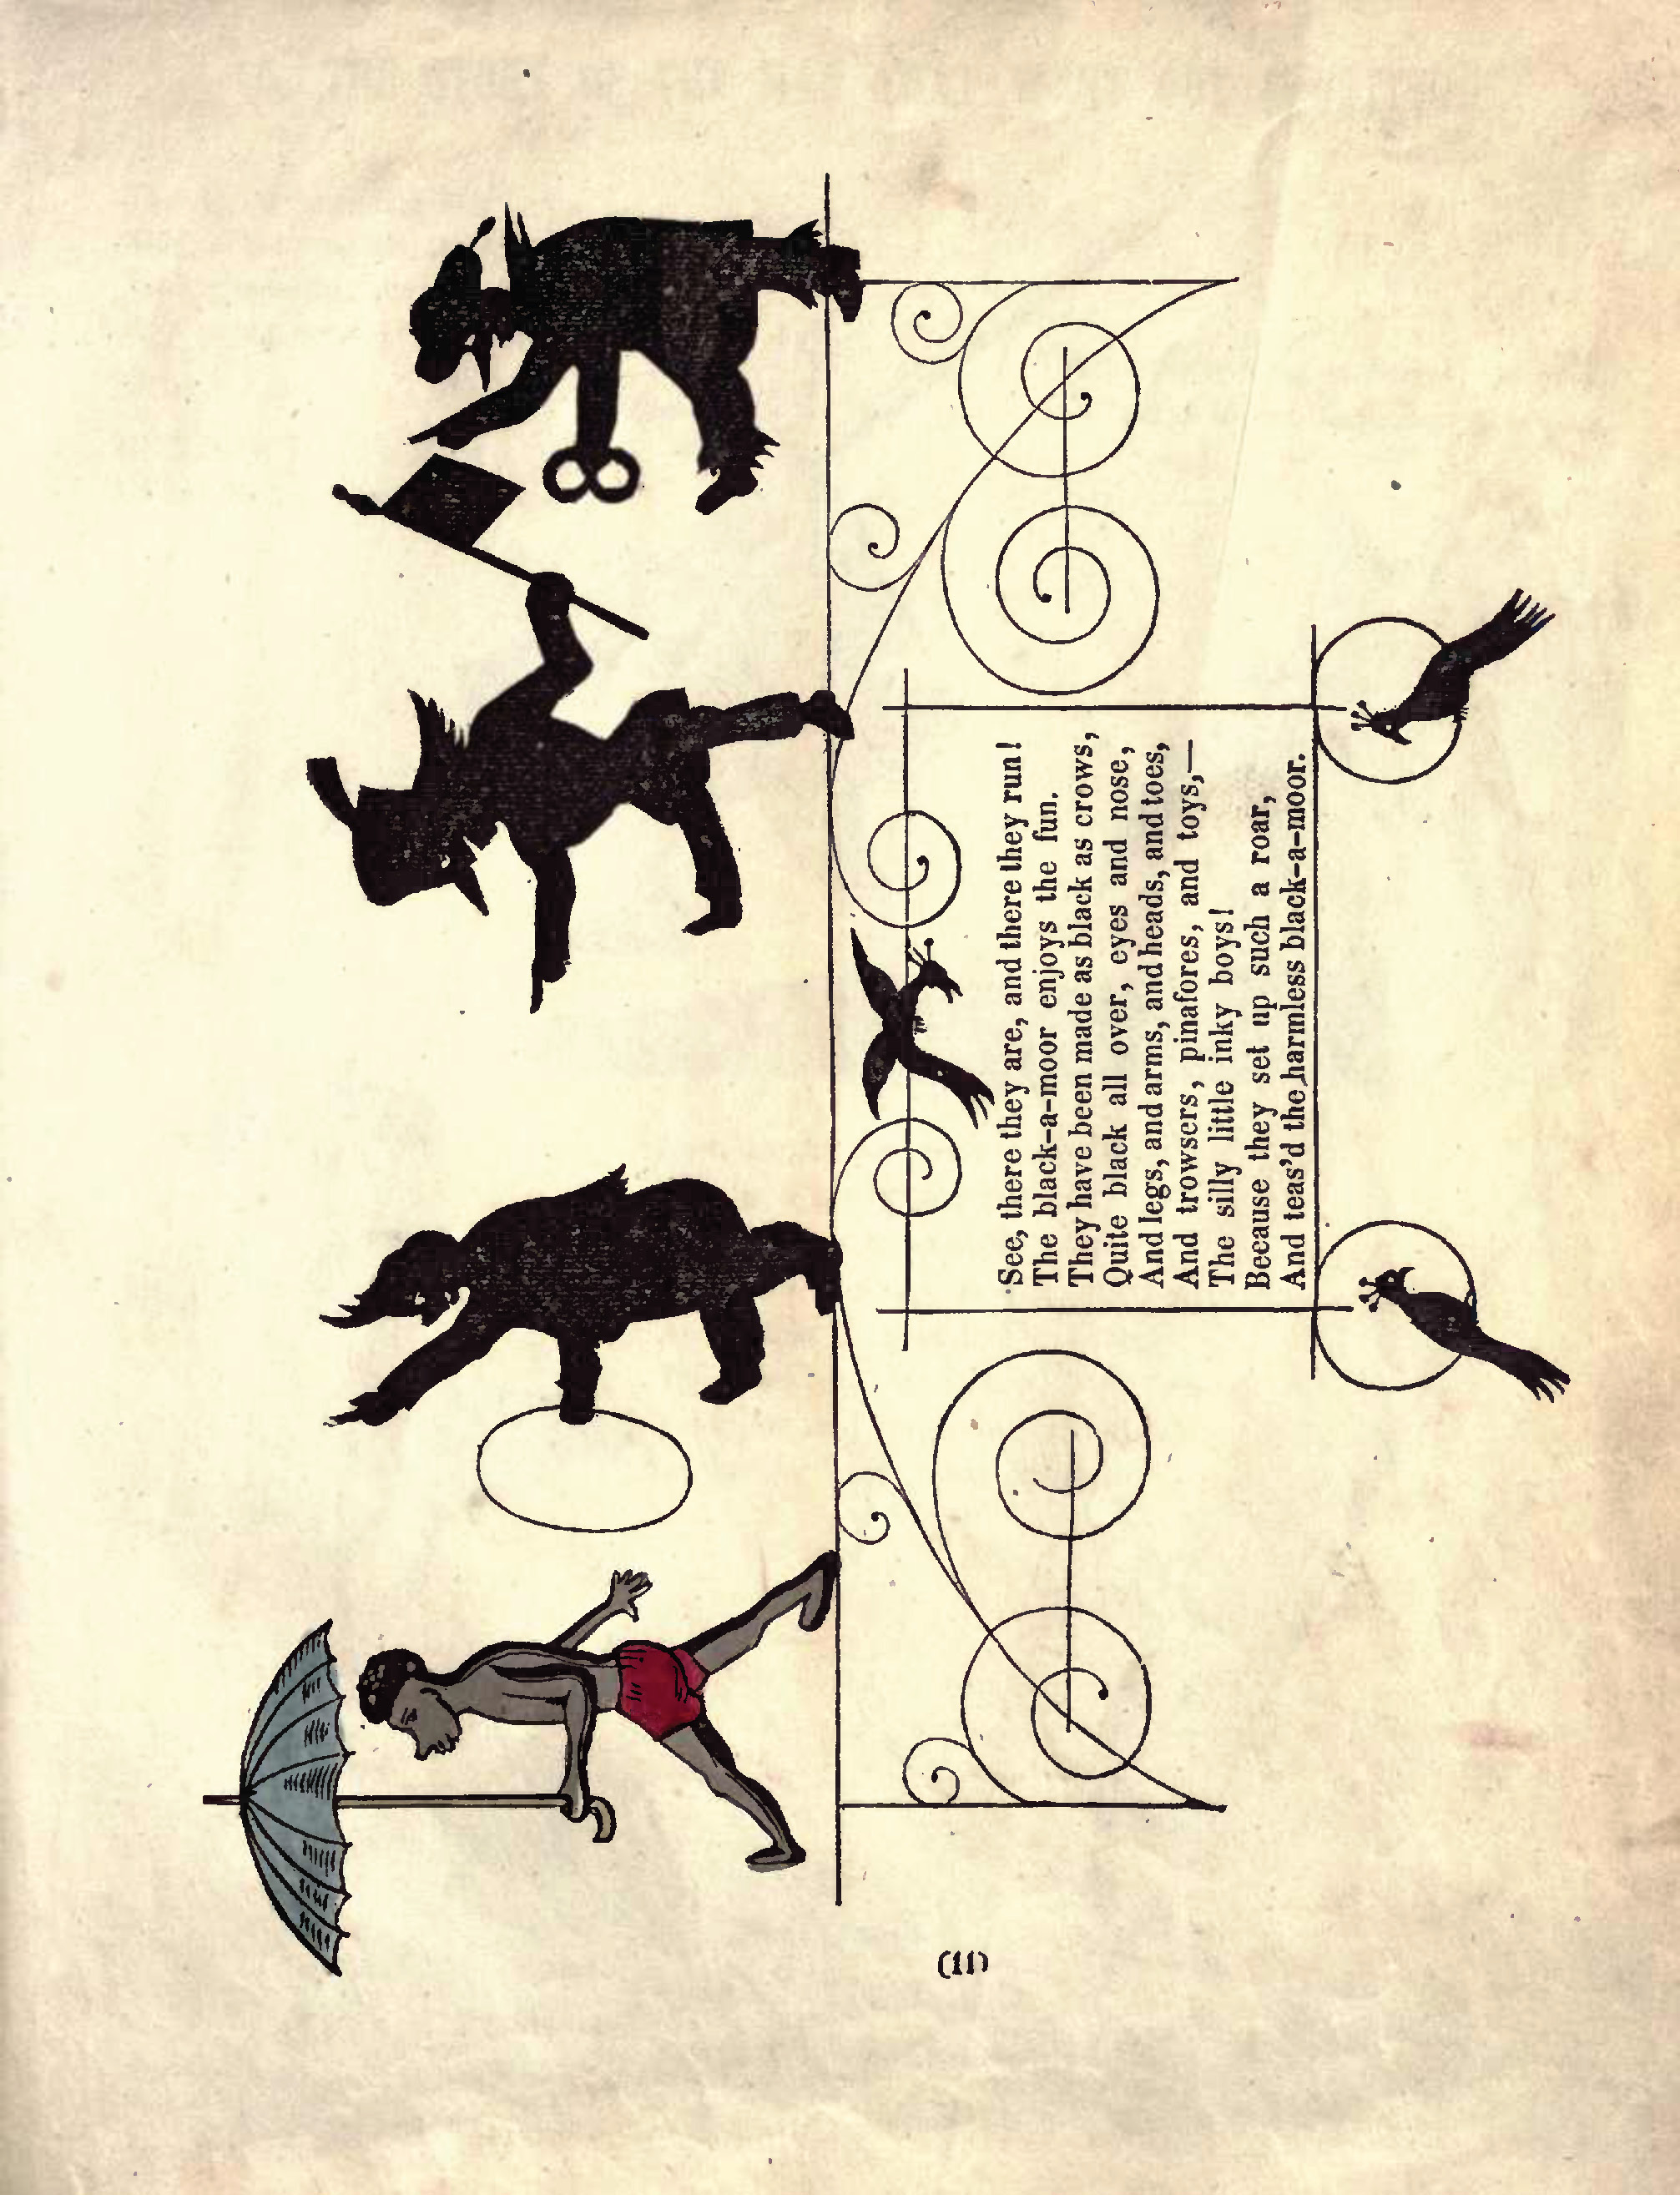 See, there they are, and there they run!
The black-a-moor enjoys the fun.
They have been made as black as crows,
Quite black all over, eyes and nose,
And legs, and arms, and heads, and toes,
And trowsers, pinafores, and toys,—
The silly little inky boys!
Because they set up such a roar,
And teas'd the harmless black-a-moor.
(11)